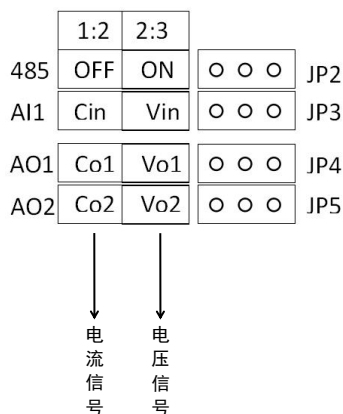 1:2 2:3
485 OFF ON JP2
AI1 Cin Vin JP3
AO1 Co1 Vo1 JP4
AO2 Co2 Vo2 JP5
电流信号
电压信号